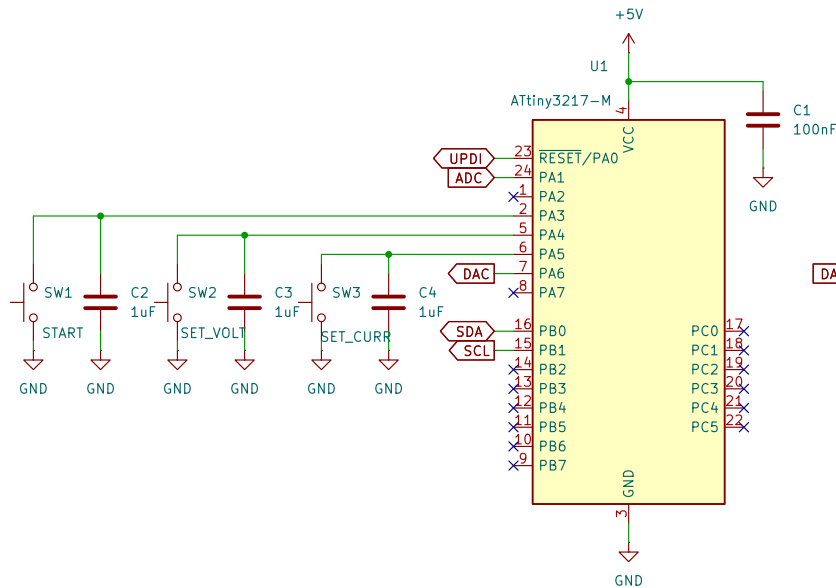 +5V
U1
ATtiny3217-M
4
VCC
C1
100nF
GND
UPDI
23
RESET/PA0
ADC
24
PA1
1
PA2
2
PA3
5
PA4
6
PA5
DAC
7
PA6
8
PA7
DA
SW1
START
C2
1uF
SW2
SET_VOLT
C3
1uF
SW3
SET_CURR
C4
1uF
GND
GND
GND
GND
GND
GND
SDA
16
PB0
SCL
15
PB1
14
PB2
13
PB3
12
PB4
11
PB5
10
PB6
9
PB7
PC0
17
PC1
18
PC2
19
PC3
20
PC4
21
PC5
22
GND
3
GND